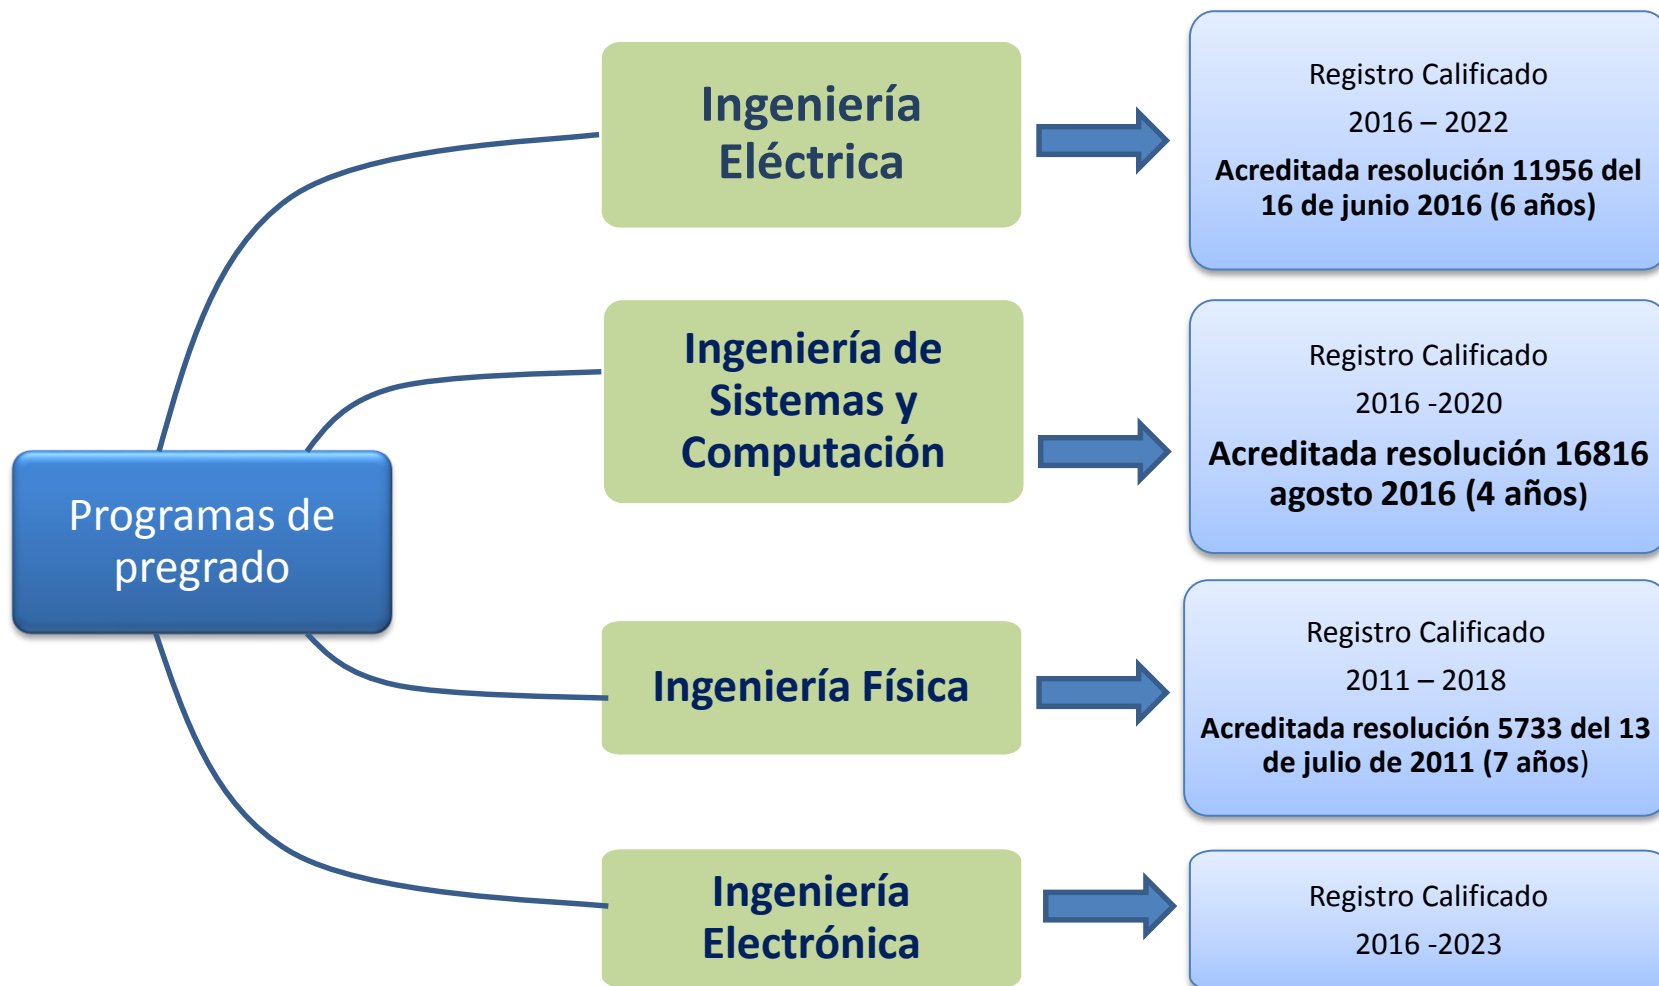 Programas de
pregrado
Ingeniería
Eléctrica
Registro Calificado
2016 – 2022
Acreditada resolución 11956 del
16 de junio 2016 (6 años)
Ingeniería de
Sistemas y
Computación
Registro Calificado
2016 -2020
Acreditada resolución 16816
agosto 2016 (4 años)
Ingeniería Física
Registro Calificado
2011 – 2018
Acreditada resolución 5733 del 13
de julio de 2011 (7 años)
Ingeniería
Electrónica
Registro Calificado
2016 -2023